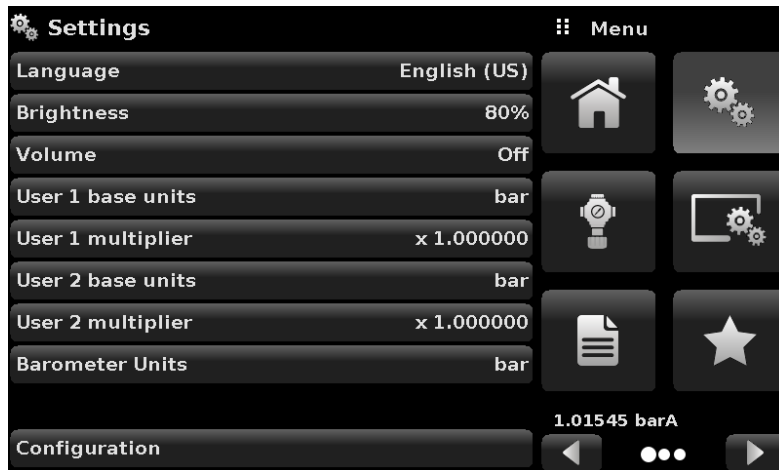 Settings
Menu
Language English (US)
Brightness 80%
Volume Off
User 1 base units bar
User 1 multiplier x 1.000000
User 2 base units bar
User 2 multiplier x 1.000000
Barometer Units bar
1.01545 barA
Configuration